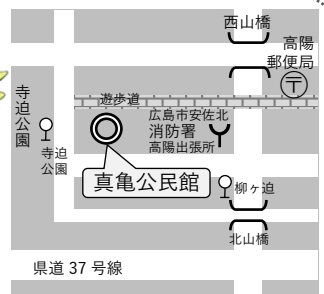 西山橋
高陽
郵便局
〒
遊歩道
寺迫公園
広島市安佐北
消防署
高陽出張所
寺迫
公園
真亀公民館
柳ヶ迫
北山橋
県道 37 号線